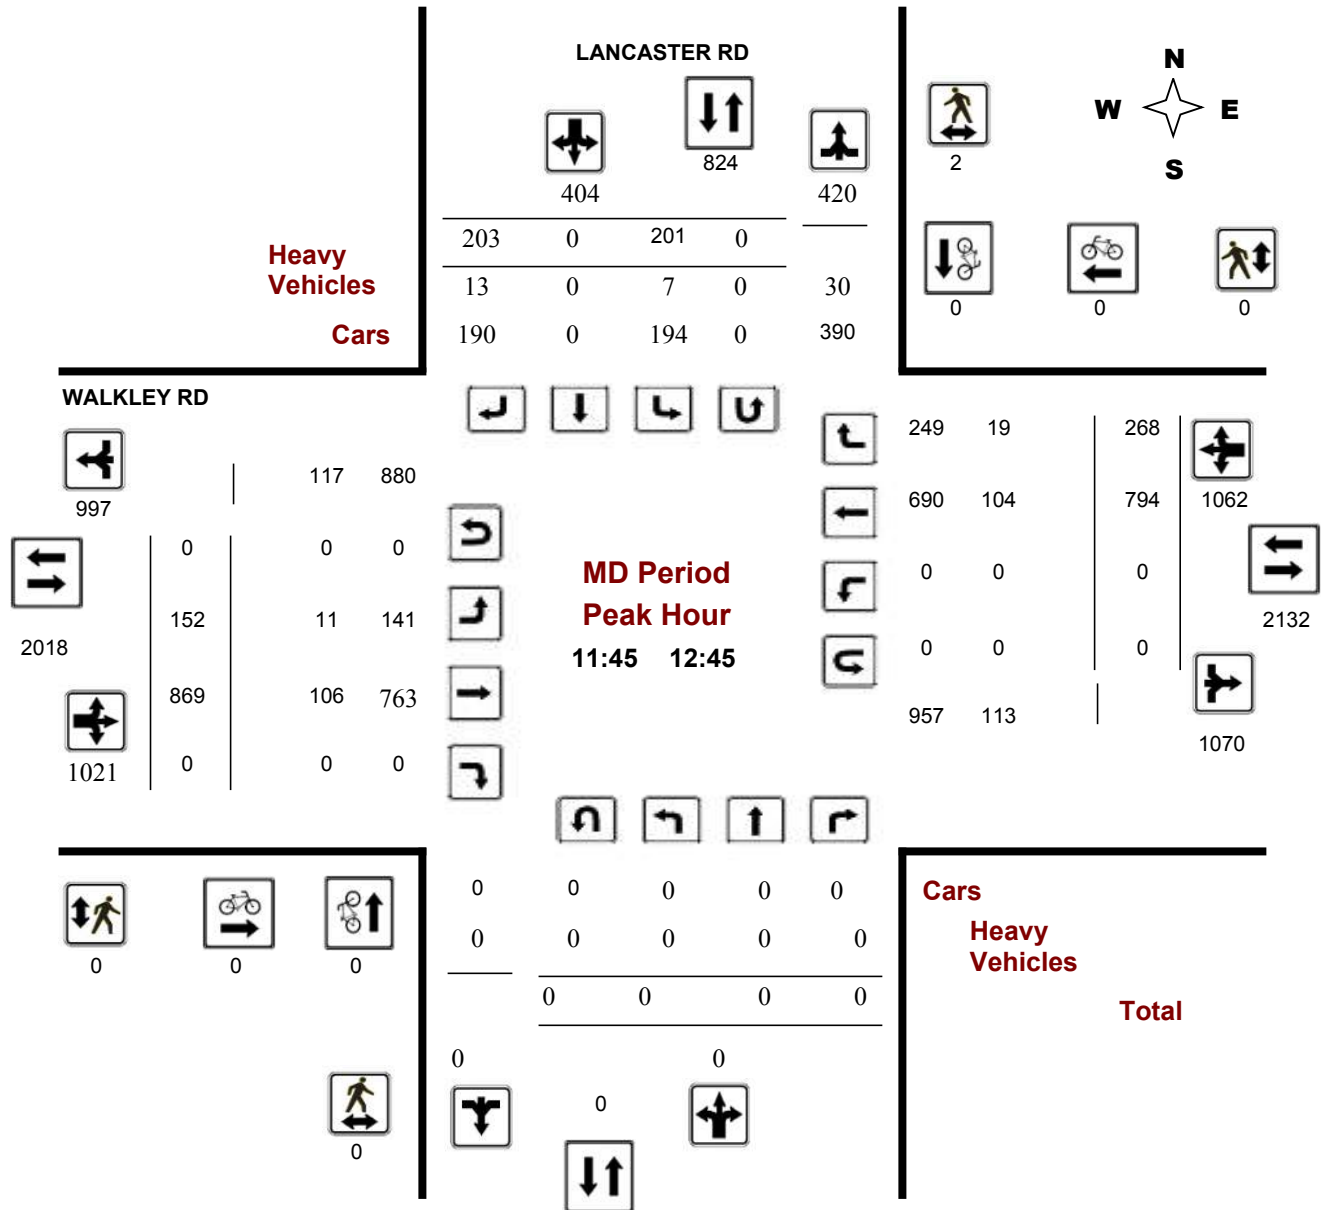 LANCASTER RD
N
W E
S
824
2
404 420
203 0 201 0
Heavy
Vehicles
13 0 7 0 30
0 0 0
Cars
190 0 194 0 390
WALKLEY RD
249 19 268
117 880
997
690 104 794 1062
0 0 0
MD Period
0 0 0
Peak Hour
152 11 141
2132
2018
11:45 12:45
0 0 0
869 106 763
957 113
1070
1021 0 0 0
0 0 0 0 0
Cars
0 0 0 0 0
Heavy
Vehicles
0 0 0
0 0 0 0
Total
0 0
0
0